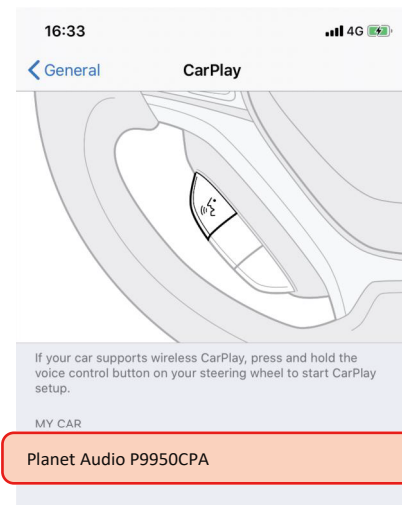 16:33 4G
General CarPlay
If your car supports wireless CarPlay, press and hold the
voice control button on your steering wheel to start CarPlay
setup.
MY CAR
Planet Audio P9950CPA